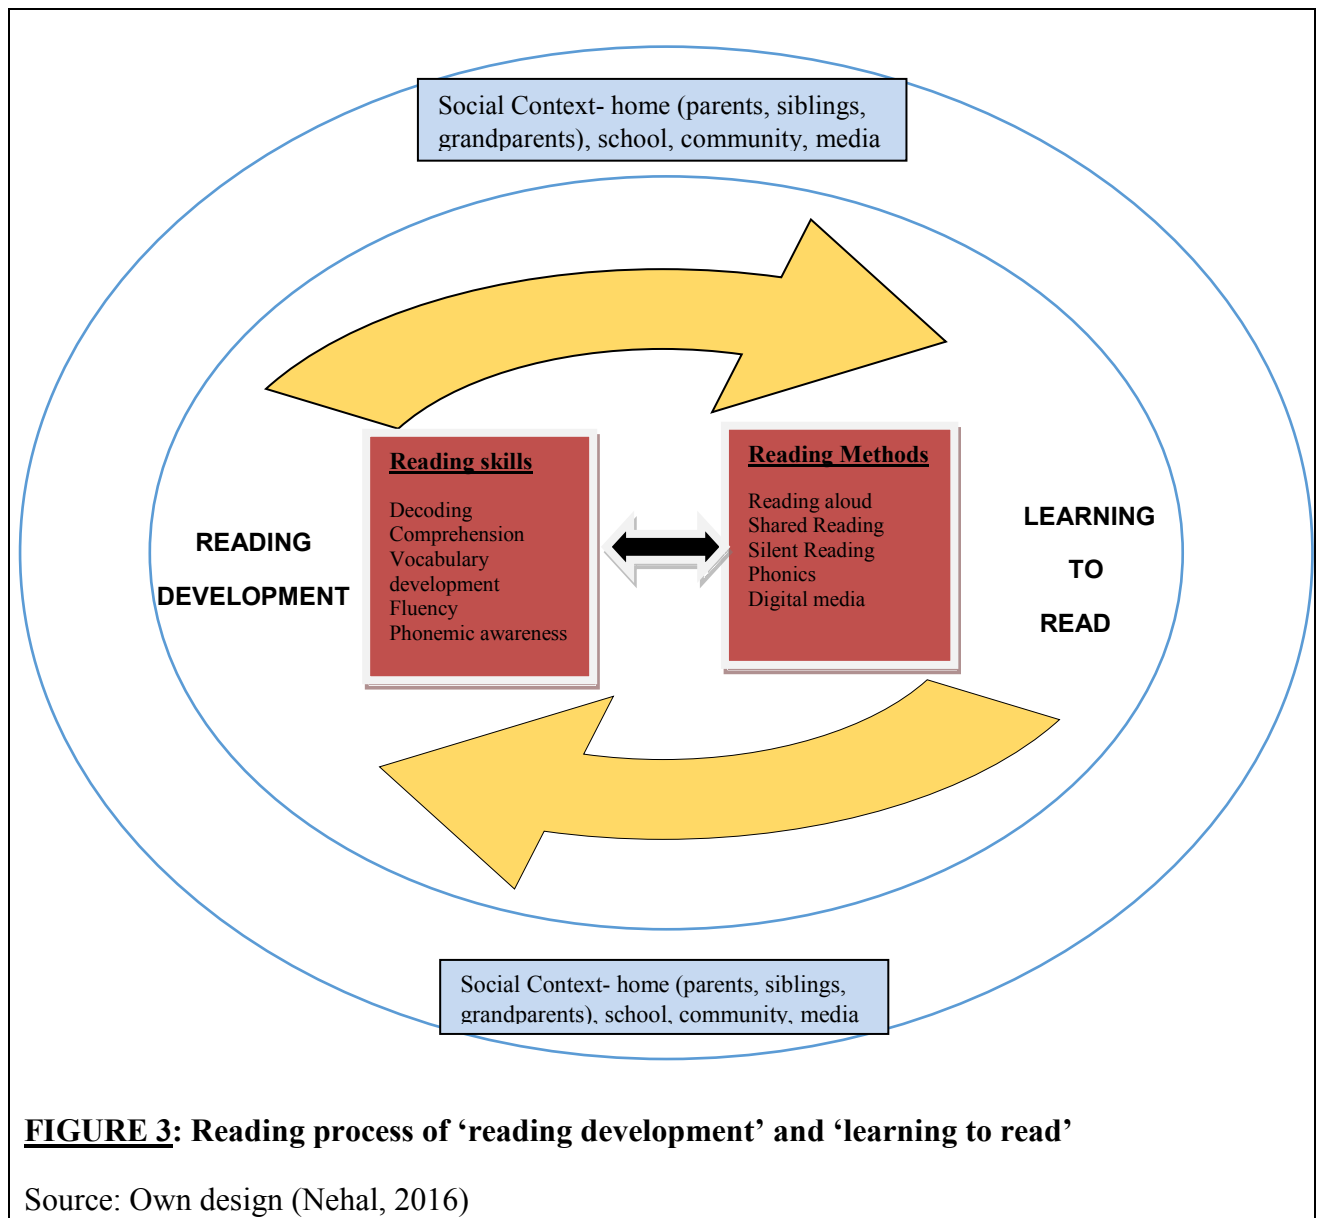 Social Context- home (parents, siblings,
grandparents), school, community, media
READING
DEVELOPMENT
Reading skills
Decoding
Comprehension
Vocabulary
development
Fluency
Phonemic awareness
Reading Methods
Reading aloud
Shared Reading
Silent Reading
Phonics
Digital media
LEARNING
TO
READ
Social Context- home (parents, siblings,
grandparents), school, community, media
FIGURE 3: Reading process of ‘reading development’ and ‘learning to read’
Source: Own design (Nehal, 2016)